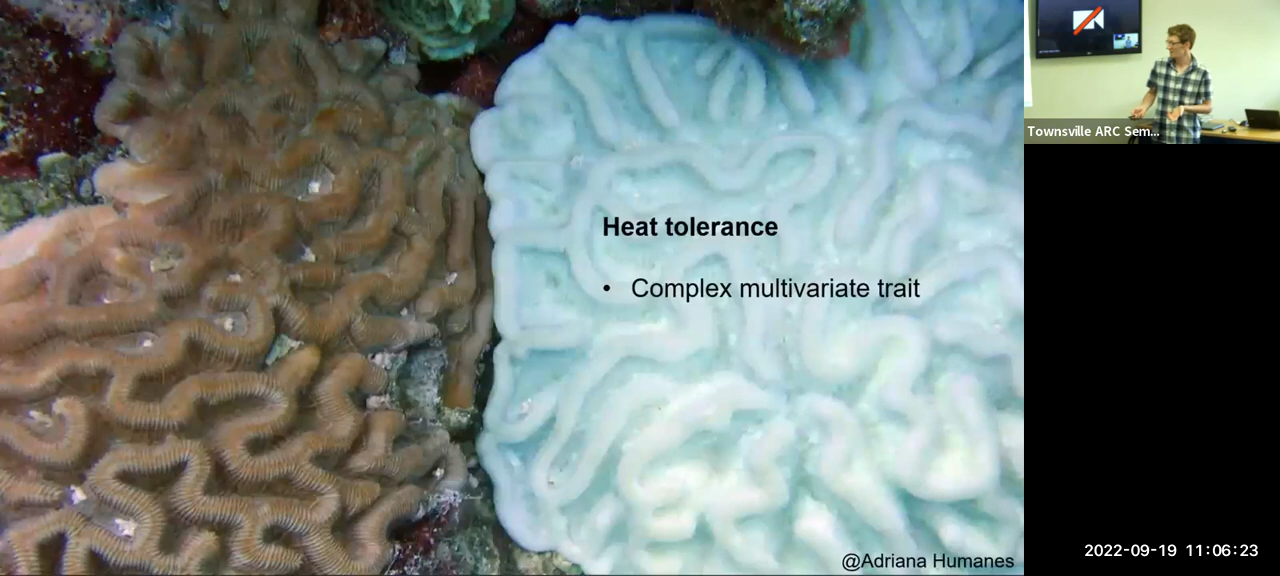 Heat tolerance
• Complex multivariate trait
@Adriana Humanes
Townsville ARC Sem...
2022-09-19 11:06:23